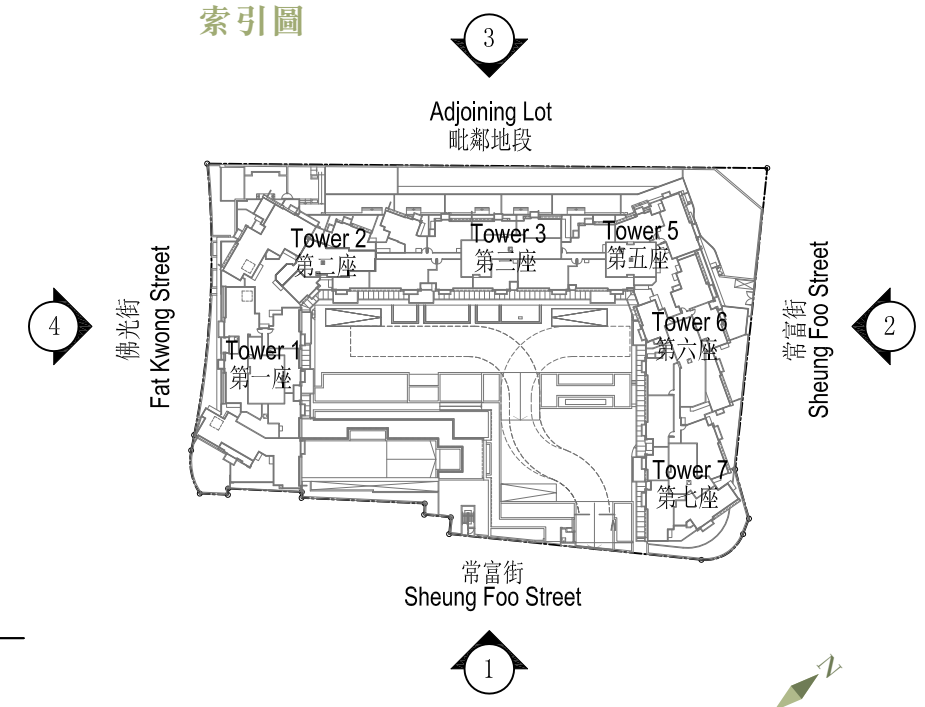 索引圖
3
Adjoining Lot
毗鄰地段
Tower 2
第二座
Tower 3
第三座
Tower 5
第五座
4
佛光街
Fat Kwong Street
Tower 1
第一座
Tower 6
第六座
常富街
Sheung Foo Street
2
Tower 7
第七座
常富街
Sheung Foo Street
1
N